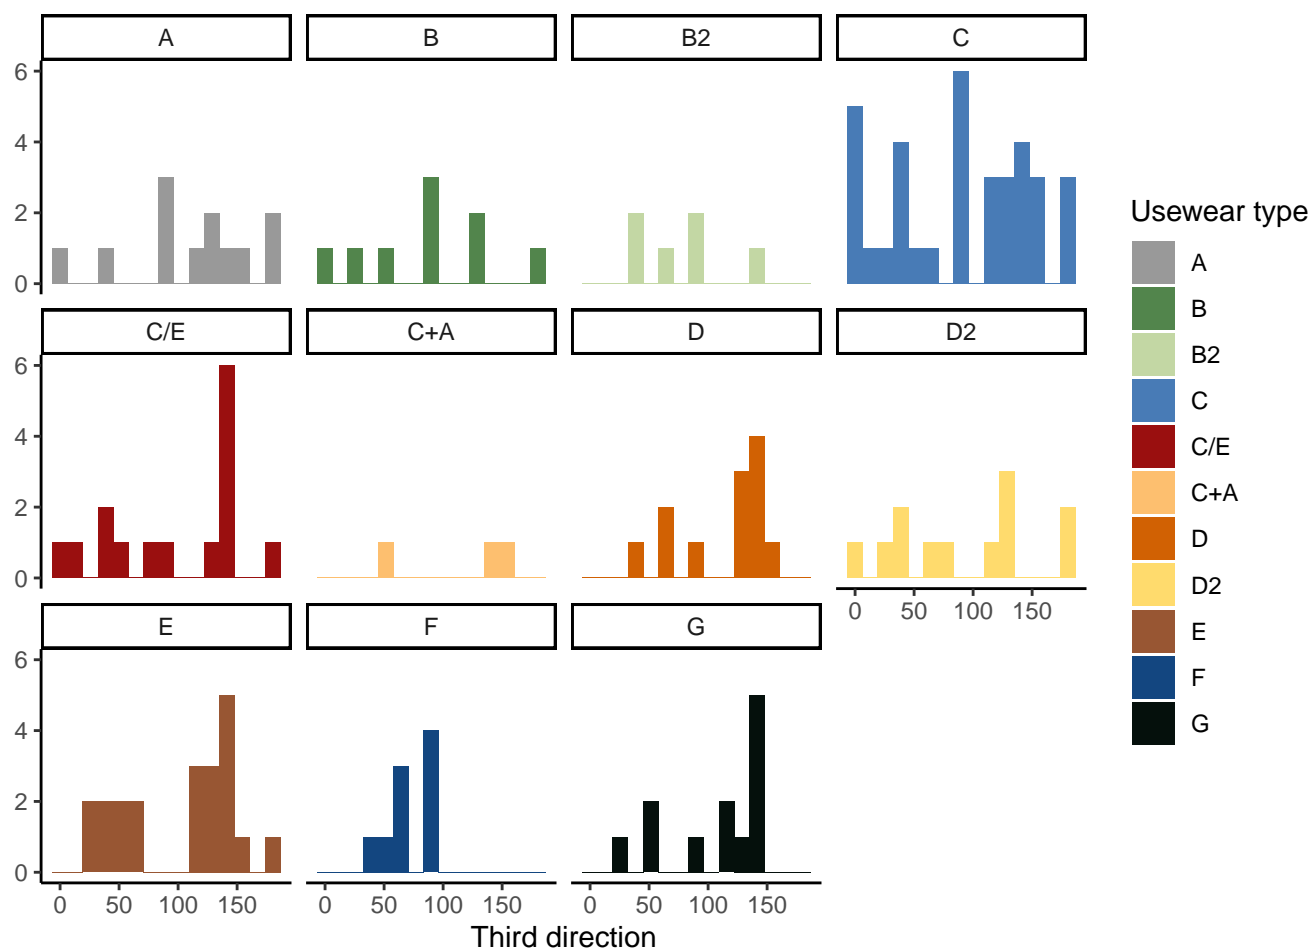 A B B2 C
6
4
2
0
C/E C+A D D2
6
4
2
0
0 50 100 150
E F G
6
4
2
0
0 50 100 150 0 50 100 150 0 50 100 150
Third direction
Usewear type
A
B
B2
C
C/E
C+A
D
D2
E
F
G